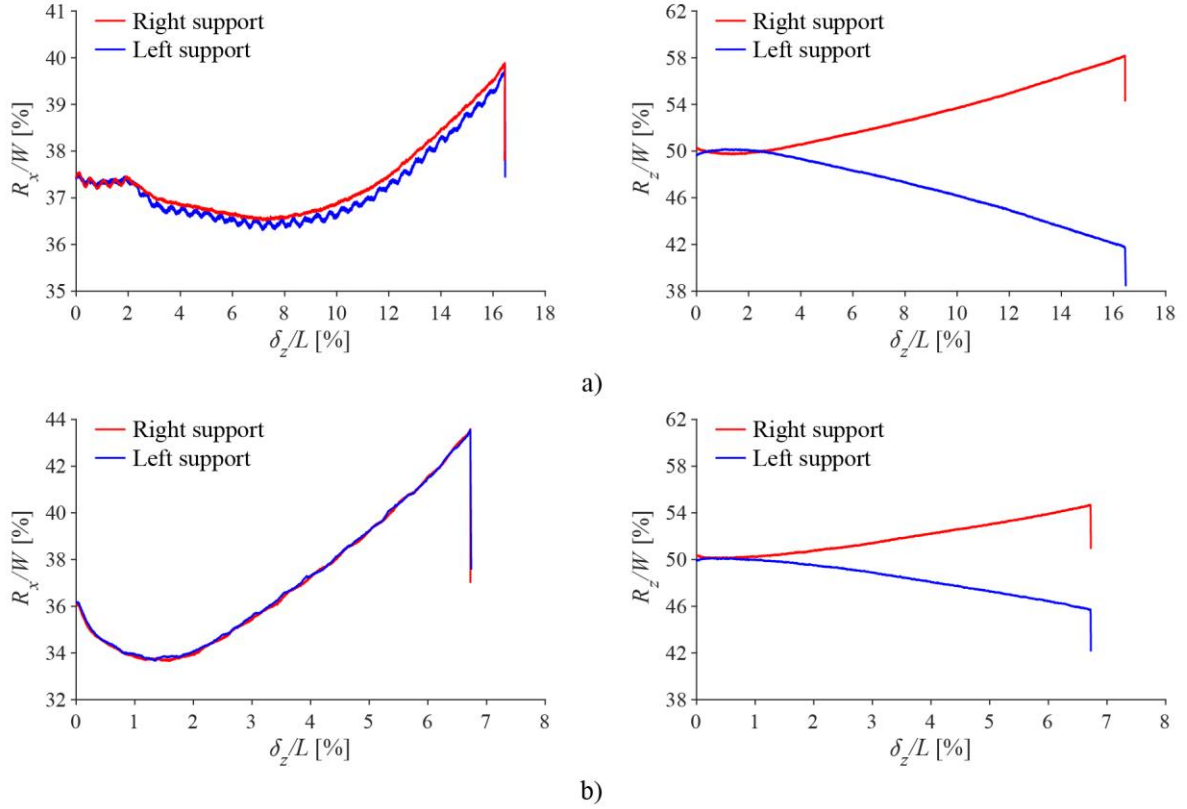 Right support
Left support
R_x/W [%]
40
39
38
37
36
35
0 2 4 6 8 10 12 14 16 18
δ_z/L [%]
Right support
Left support
R_z/W [%]
62
58
54
50
46
42
38
0 2 4 6 8 10 12 14 16 18
δ_z/L [%]
a)
Right support
Left support
R_x/W [%]
44
42
40
38
36
34
32
0 1 2 3 4 5 6 7 8
δ_z/L [%]
Right support
Left support
R_z/W [%]
62
58
54
50
46
42
38
0 1 2 3 4 5 6 7 8
δ_z/L [%]
b)